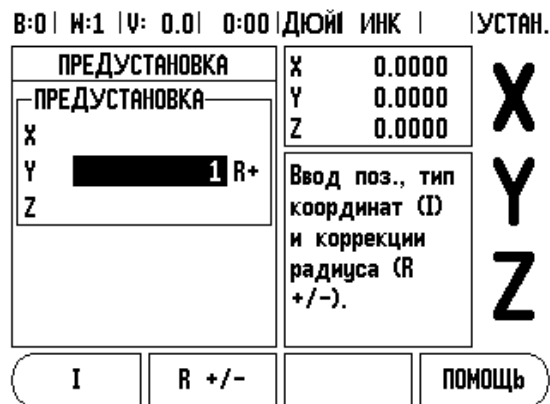 В:0 | W:1 | V: 0.0 | 0:00 | ДЮЙМ ИНК | | УСТАН.
ПРЕДУСТАНОВКА
ПРЕДУСТАНОВКА
X
Y 1 R+
Z
X 0.0000
Y 0.0000
Z 0.0000
Ввод поз., тип
координат (I)
и коррекции
радиуса (R
+/-).
X
Y
Z
I R +/- ПОМОЩЬ